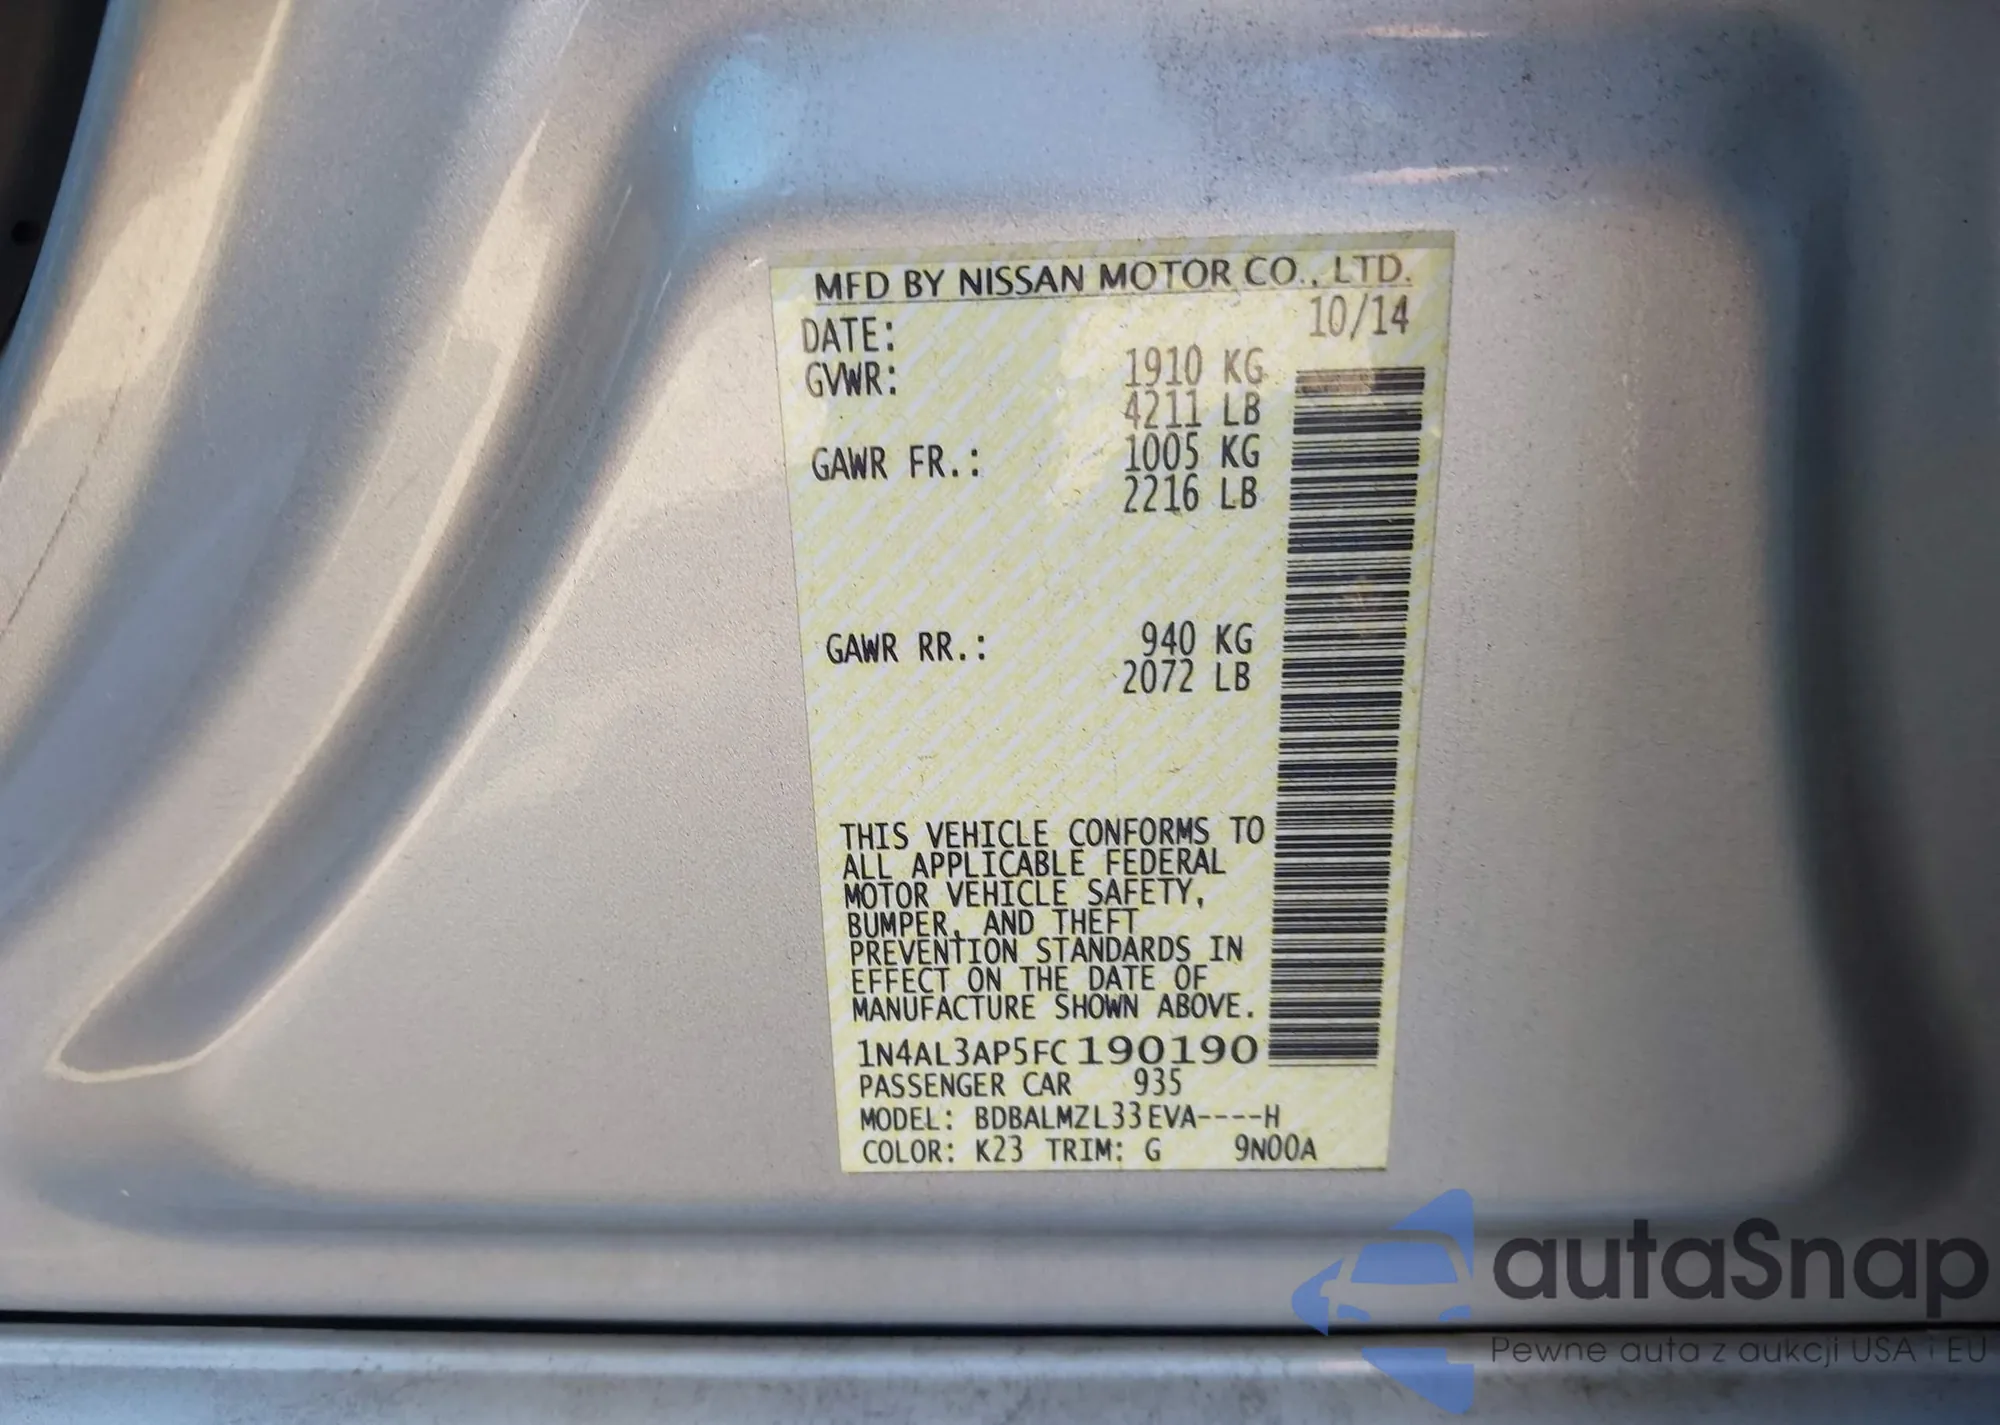 MFD BY NISSAN MOTOR CO., LTD.
DATE: 10/14
GVWR: 1910 KG
4211 LB
GAWR FR.: 1005 KG
2216 LB
GAWR RR.: 940 KG
2072 LB
THIS VEHICLE CONFORMS TO
ALL APPLICABLE FEDERAL
MOTOR VEHICLE SAFETY,
BUMPER, AND THEFT
PREVENTION STANDARDS IN
EFFECT ON THE DATE OF
MANUFACTURE SHOWN ABOVE.
1N4AL3AP5FC190190
PASSENGER CAR 935
MODEL: BDBALMZL33EVA----H
COLOR: K23 TRIM: G 9N00A
autaSnap
Pewne auta z aukcji USA i EU